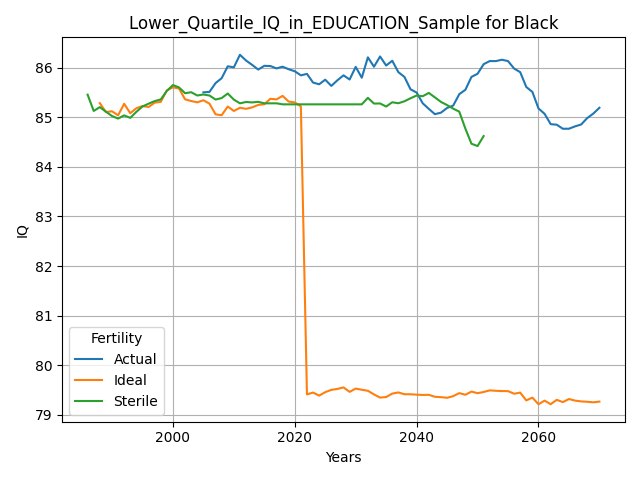 Lower_Quartile_IQ_in_EDUCATION_Sample for Black
86
85
84
83
82
81
80
79
IQ
Fertility
Actual
Ideal
Sterile
2000
2020
2040
2060
Years